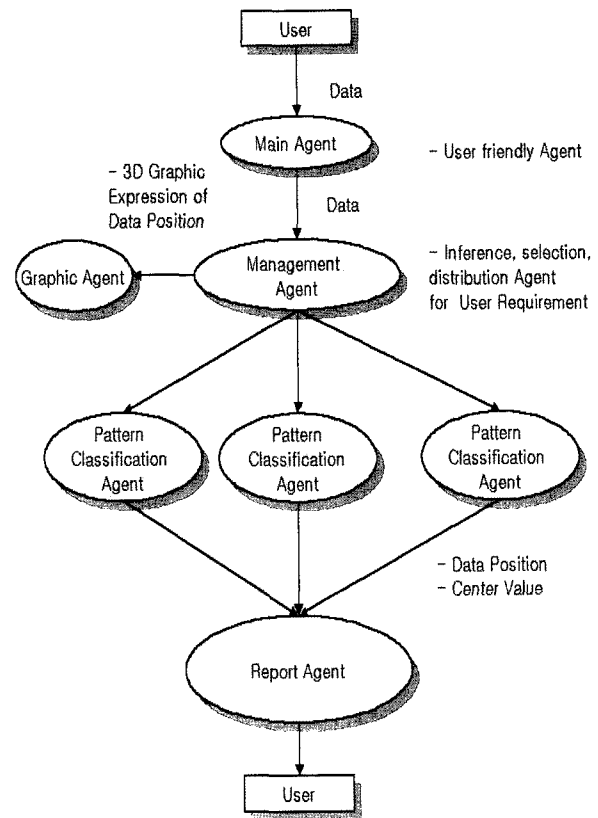 User
Data
Main Agent
- User friendly Agent
- 3D Graphic
Expression of
Data Position
Data
Graphic Agent
Management
Agent
- Inference, selection,
distribution Agent
for User Requirement
Pattern
Classification
Agent
Pattern
Classification
Agent
Pattern
Classification
Agent
- Data Position
- Center Value
Report Agent
User